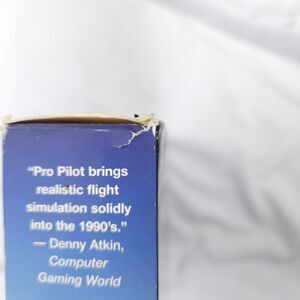 “Pro Pilot brings
realistic flight
simulation solidly
into the 1990’s.”
— Denny Atkin,
Computer
Gaming World